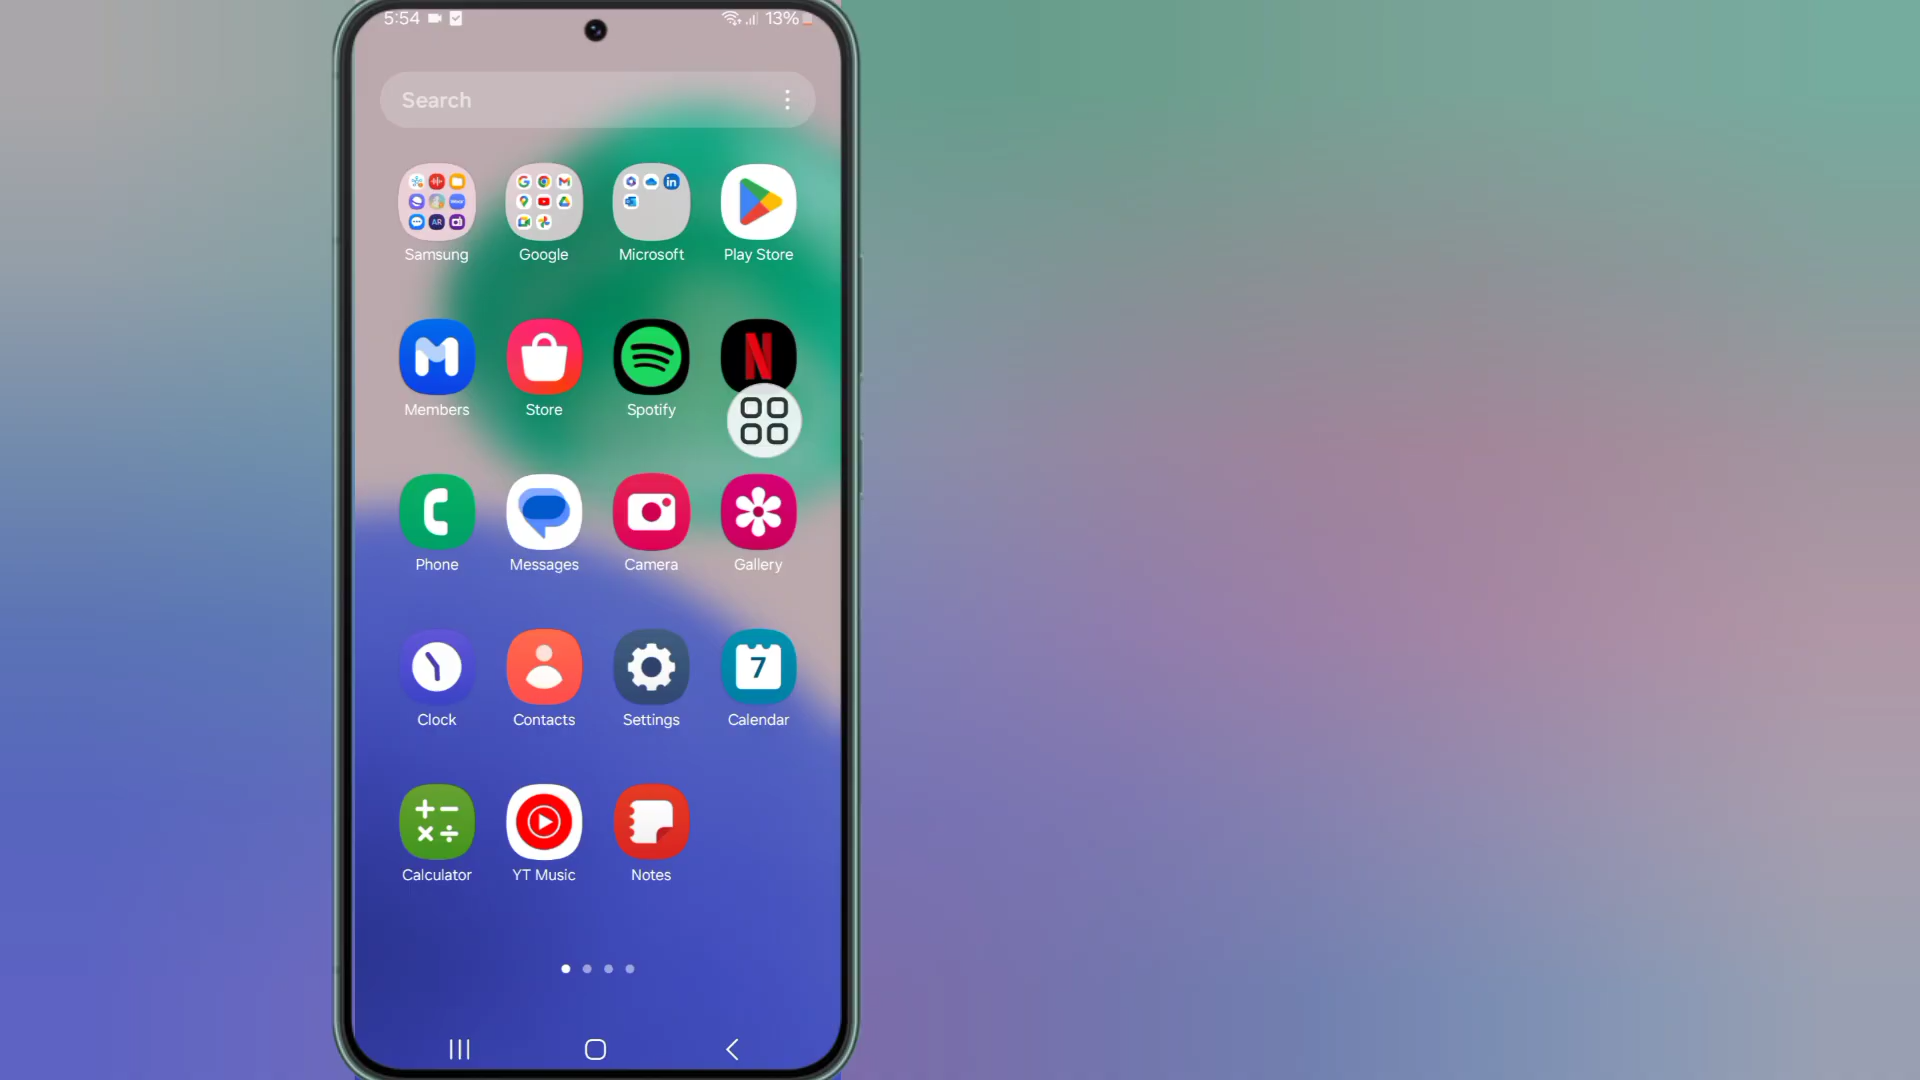 5:54 13%
Search
Samsung Google Microsoft Play Store
Members Store Spotify
Phone Messages Camera Gallery
7
Clock Contacts Settings Calendar
Calculator YT Music Notes